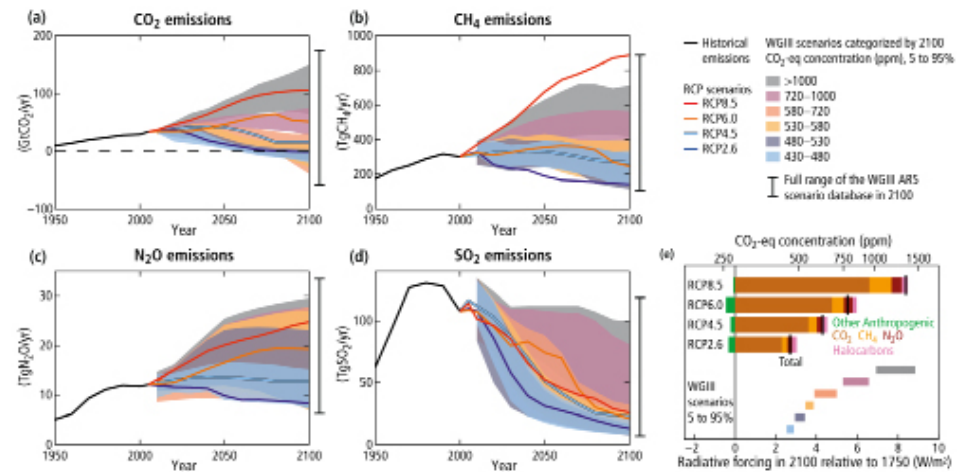 (a) CO₂ emissions
(GtCO₂/yr)
200
100
0
−100
1950 2000 2050 2100
Year
(b) CH₄ emissions
(TgCH₄/yr)
1000
800
600
400
200
0
1950 2000 2050 2100
Year
Historical emissions
RCP scenarios
RCP8.5
RCP6.0
RCP4.5
RCP2.6
WGIII scenarios categorized by 2100
CO₂-eq concentration (ppm), 5 to 95%
>1000
720−1000
580−720
530−580
480−530
430−480
Full range of the WGIII AR5
scenario database in 2100
(c) N₂O emissions
(TgN₂O/yr)
30
20
10
0
1950 2000 2050 2100
Year
(d) SO₂ emissions
(TgSO₂/yr)
100
50
1950 2000 2050 2100
Year
(e)
CO₂-eq concentration (ppm)
250 500 750 1000 1500
RCP8.5
RCP6.0
RCP4.5
RCP2.6
Other Anthropogenic
CO₂ CH₄ N₂O
Halocarbons
Total
WGIII
scenarios
5 to 95%
−2 0 2 4 6 8 10
Radiative forcing in 2100 relative to 1750 (W/m²)